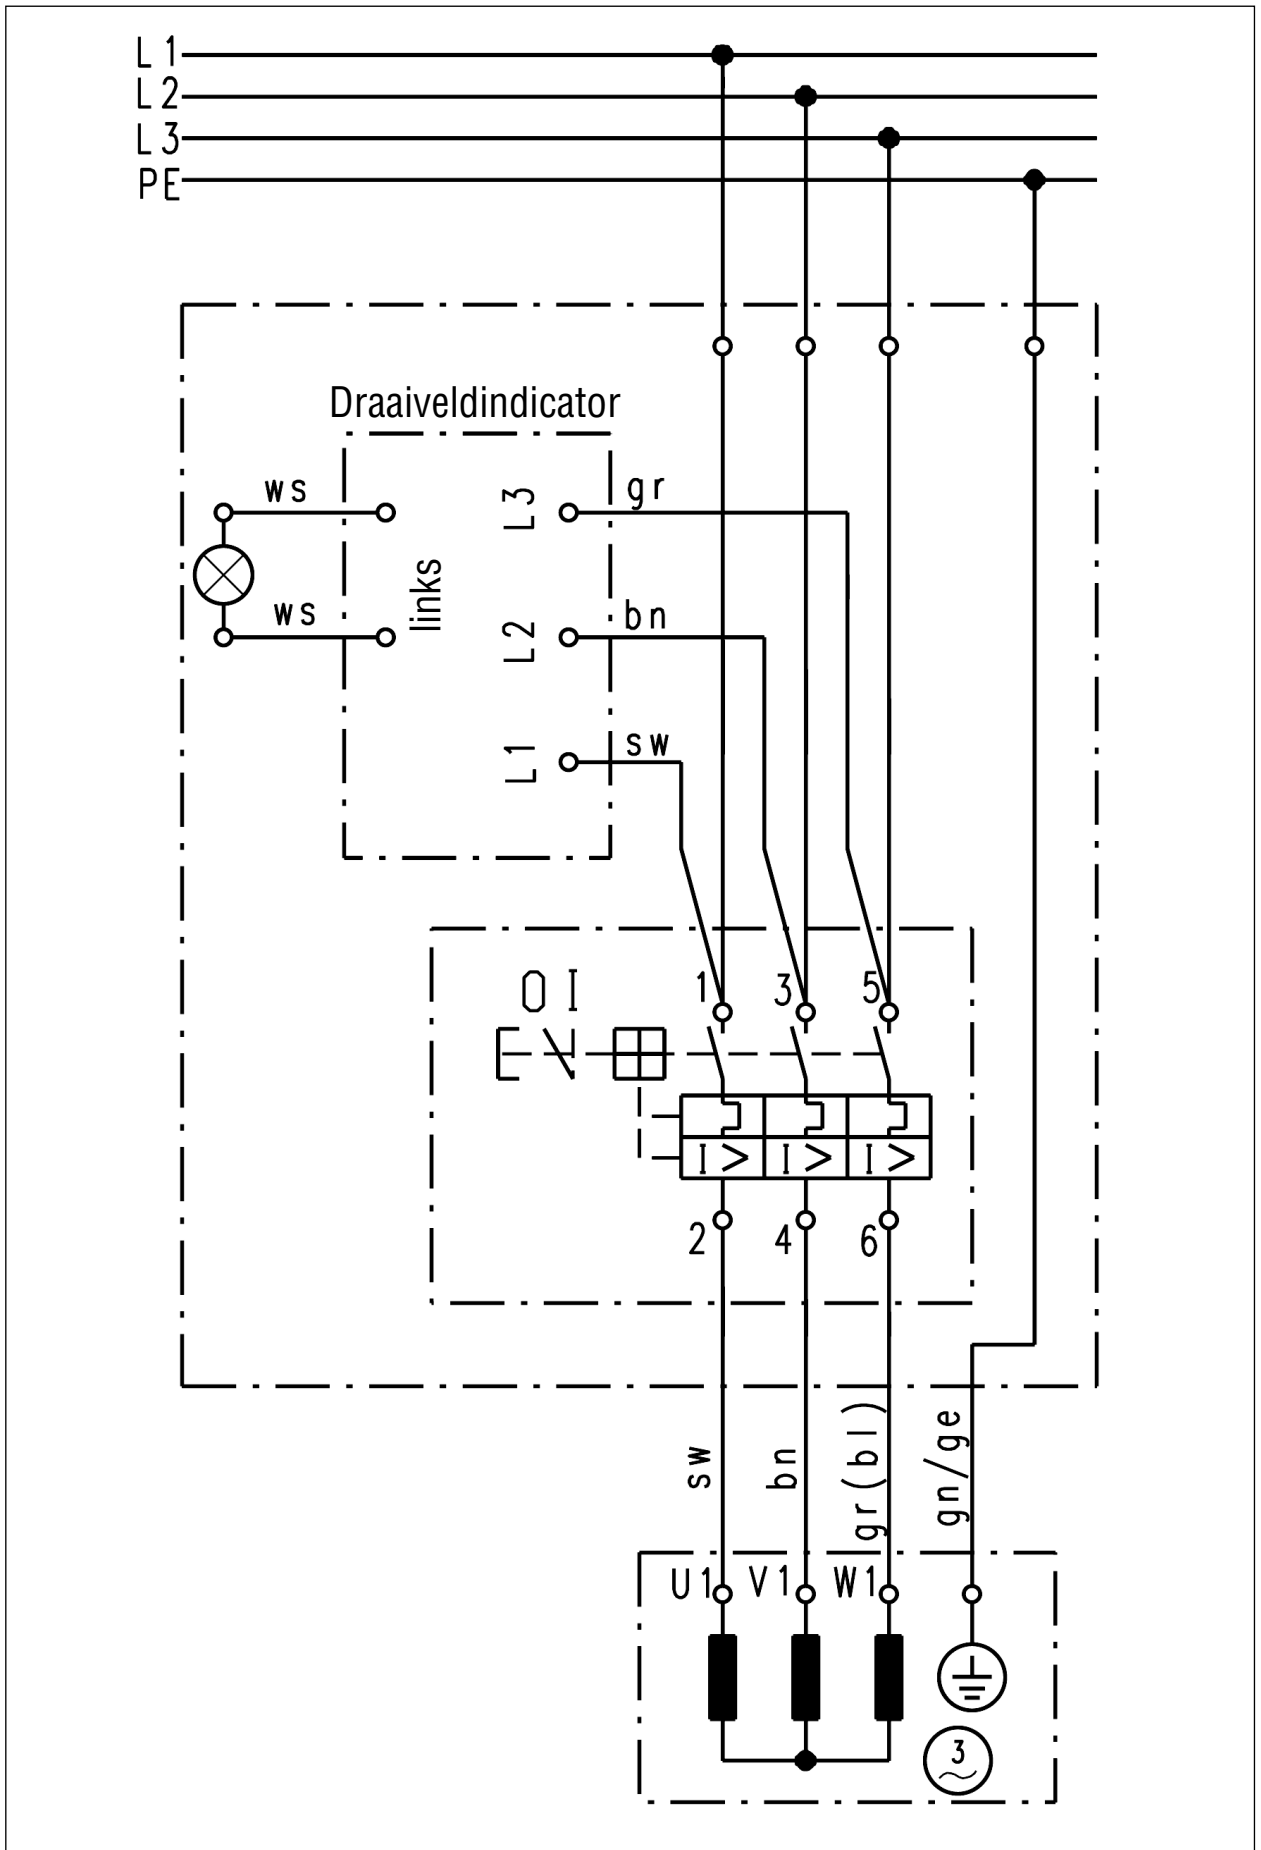 L1
L2
L3
PE
Draaiveldindicator
ws
L3
gr
links
ws
L2
bn
L1
sw
O I
1
3
5
I >
I >
I >
2
4
6
sw
bn
gr(bl)
gn/ge
U1
V1
W1
3
~